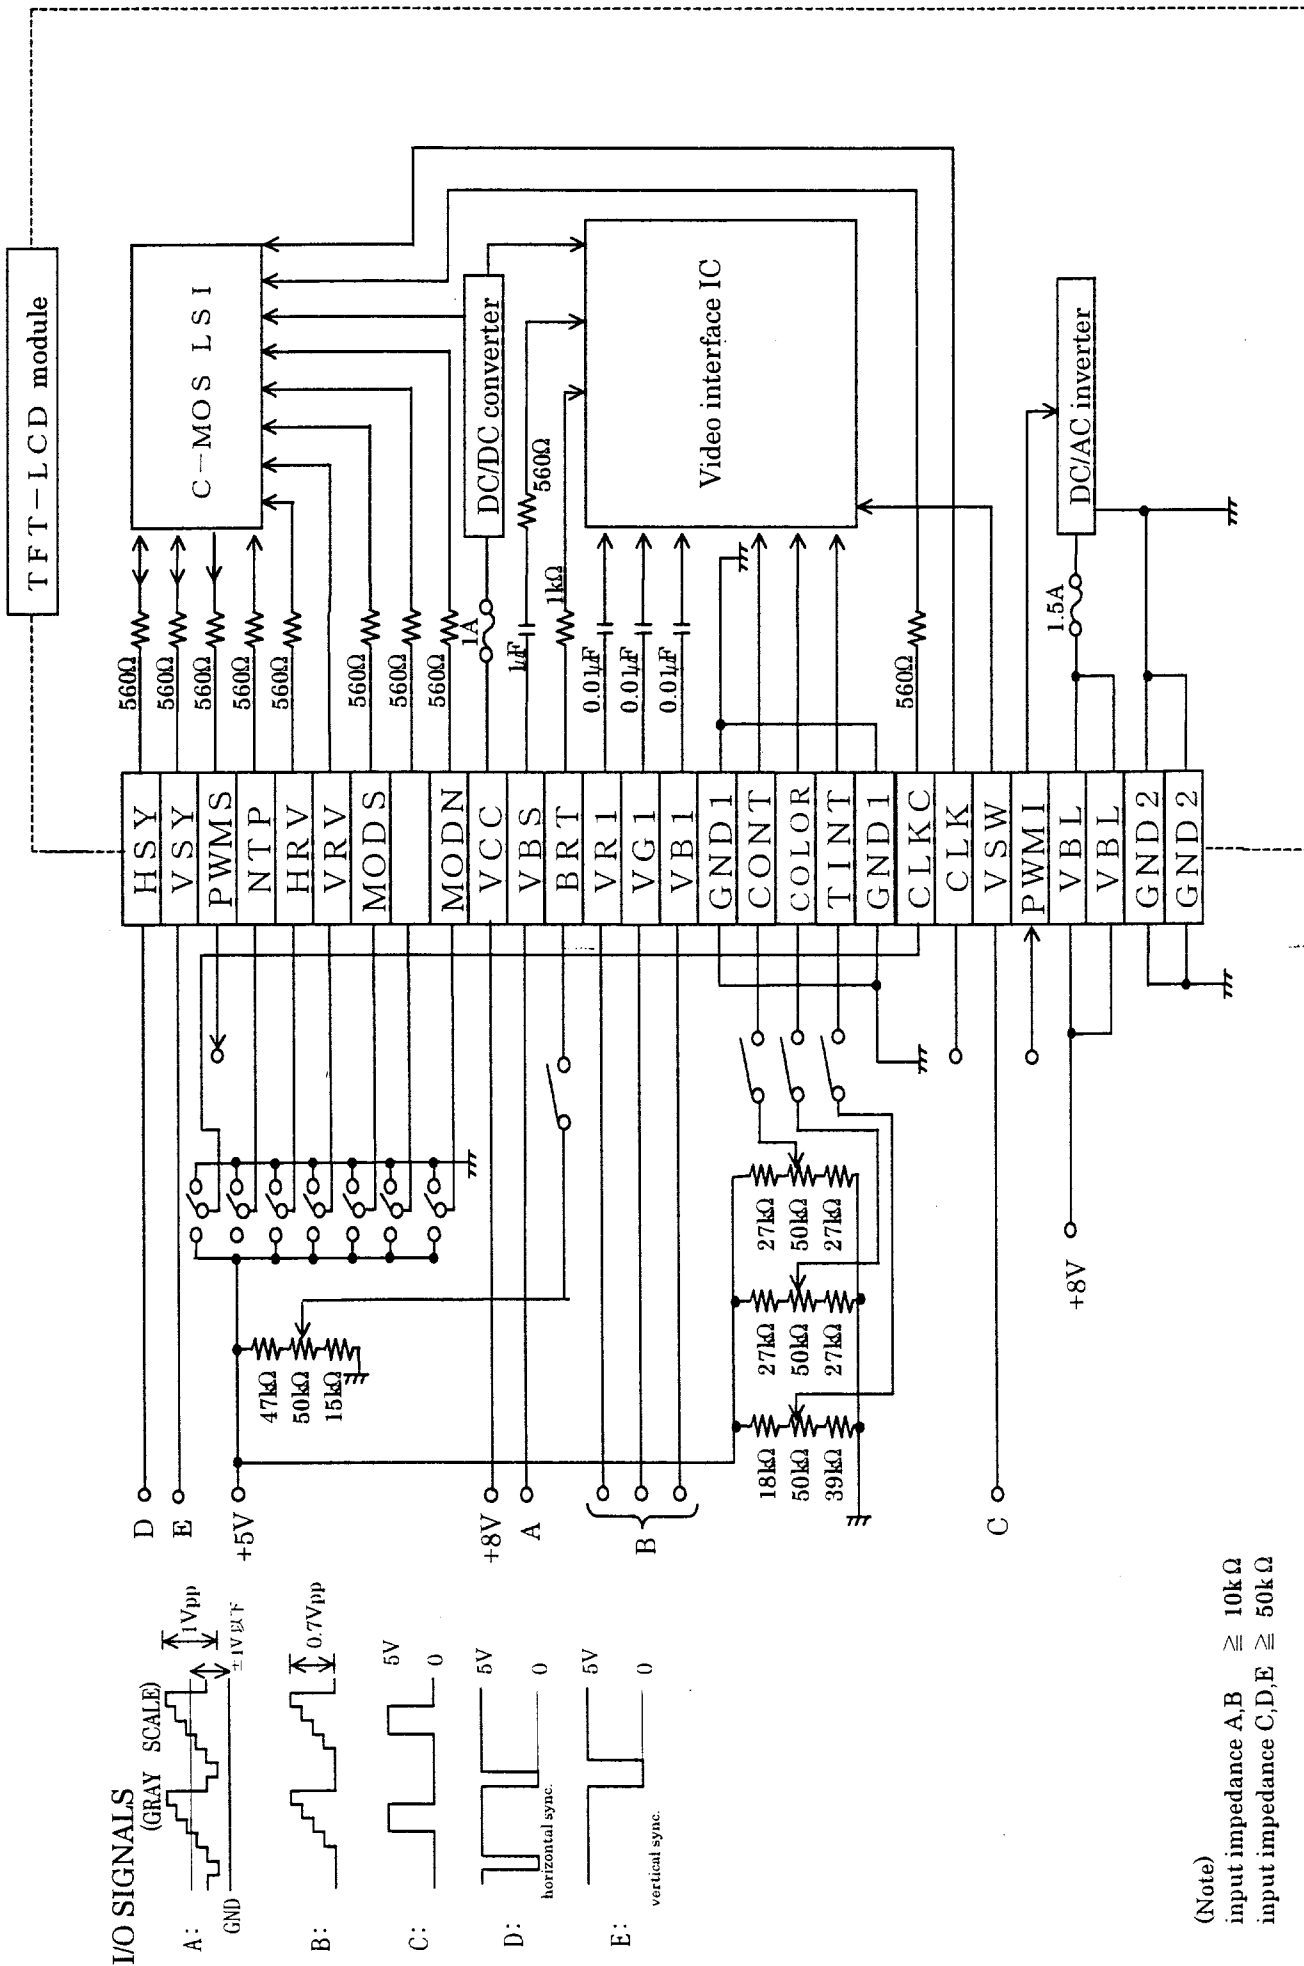 TFT-LCD module
C-MOS LSI
DC/DC converter
Video interface IC
DC/AC inverter
560Ω
560Ω
560Ω
560Ω
560Ω
560Ω
560Ω
560Ω
1A
1μF
560Ω
1kΩ
0.01μF
0.01μF
0.01μF
560Ω
1.5A
HSY
VSY
PWMS
NTP
HRV
VRV
MODS
MODN
VCC
VBS
BRT
VR1
VG1
VB1
GND1
CONT
COLOR
TINT
GND1
CLKC
CLK
VSW
PWMI
VBL
VBL
GND2
GND2
47kΩ
50kΩ
15kΩ
27kΩ
50kΩ
27kΩ
27kΩ
50kΩ
27kΩ
18kΩ
50kΩ
39kΩ
+8V
D
E
+5V
+8V
A
B
C
I/O SIGNALS
(GRAY SCALE)
A:
GND
1Vpp
±1V以下
B:
0.7Vpp
C:
5V
0
D:
5V
0
horizontal sync.
E:
5V
0
vertical sync.
(Note)
input impedance A,B ≧ 10kΩ
input impedance C,D,E ≧ 50kΩ